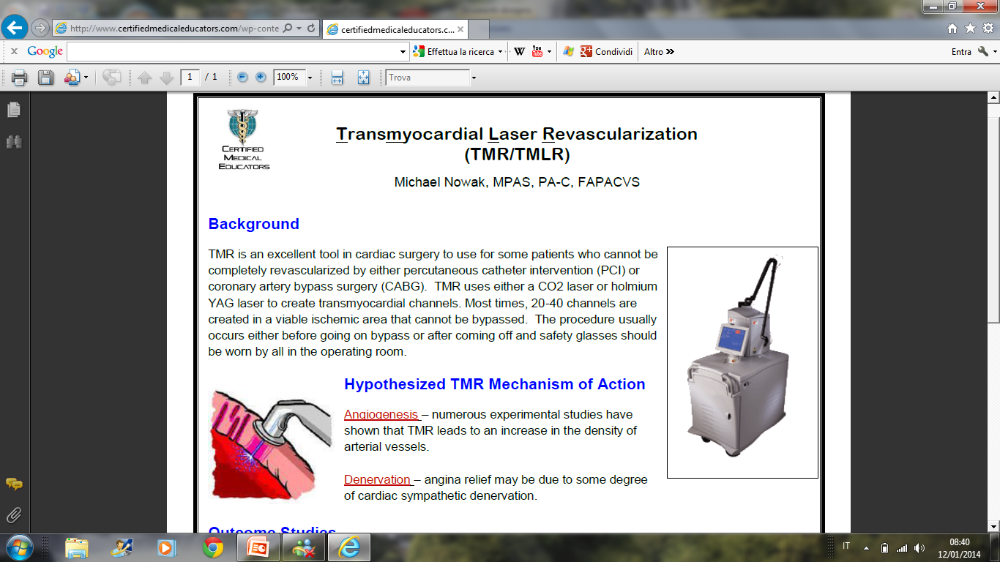 http://www.certifiedmedicaleducators.com/wp-conte
certifiedmedicaleducators.c...
Google
Effettua la ricerca
W
You Tube
Condividi
Altro
Entra
1 / 1
100%
Trova
CERTIFIED
MEDICAL
EDUCATORS
Transmyocardial Laser Revascularization
(TMR/TMLR)
Michael Nowak, MPAS, PA-C, FAPACVS
Background
TMR is an excellent tool in cardiac surgery to use for some patients who cannot be
completely revascularized by either percutaneous catheter intervention (PCI) or
coronary artery bypass surgery (CABG). TMR uses either a CO2 laser or holmium
YAG laser to create transmyocardial channels. Most times, 20-40 channels are
created in a viable ischemic area that cannot be bypassed. The procedure usually
occurs either before going on bypass or after coming off and safety glasses should
be worn by all in the operating room.
Hypothesized TMR Mechanism of Action
Angiogenesis – numerous experimental studies have
shown that TMR leads to an increase in the density of
arterial vessels.
Denervation – angina relief may be due to some degree
of cardiac sympathetic denervation.
Outcome Studies
IT
08:40
12/01/2014